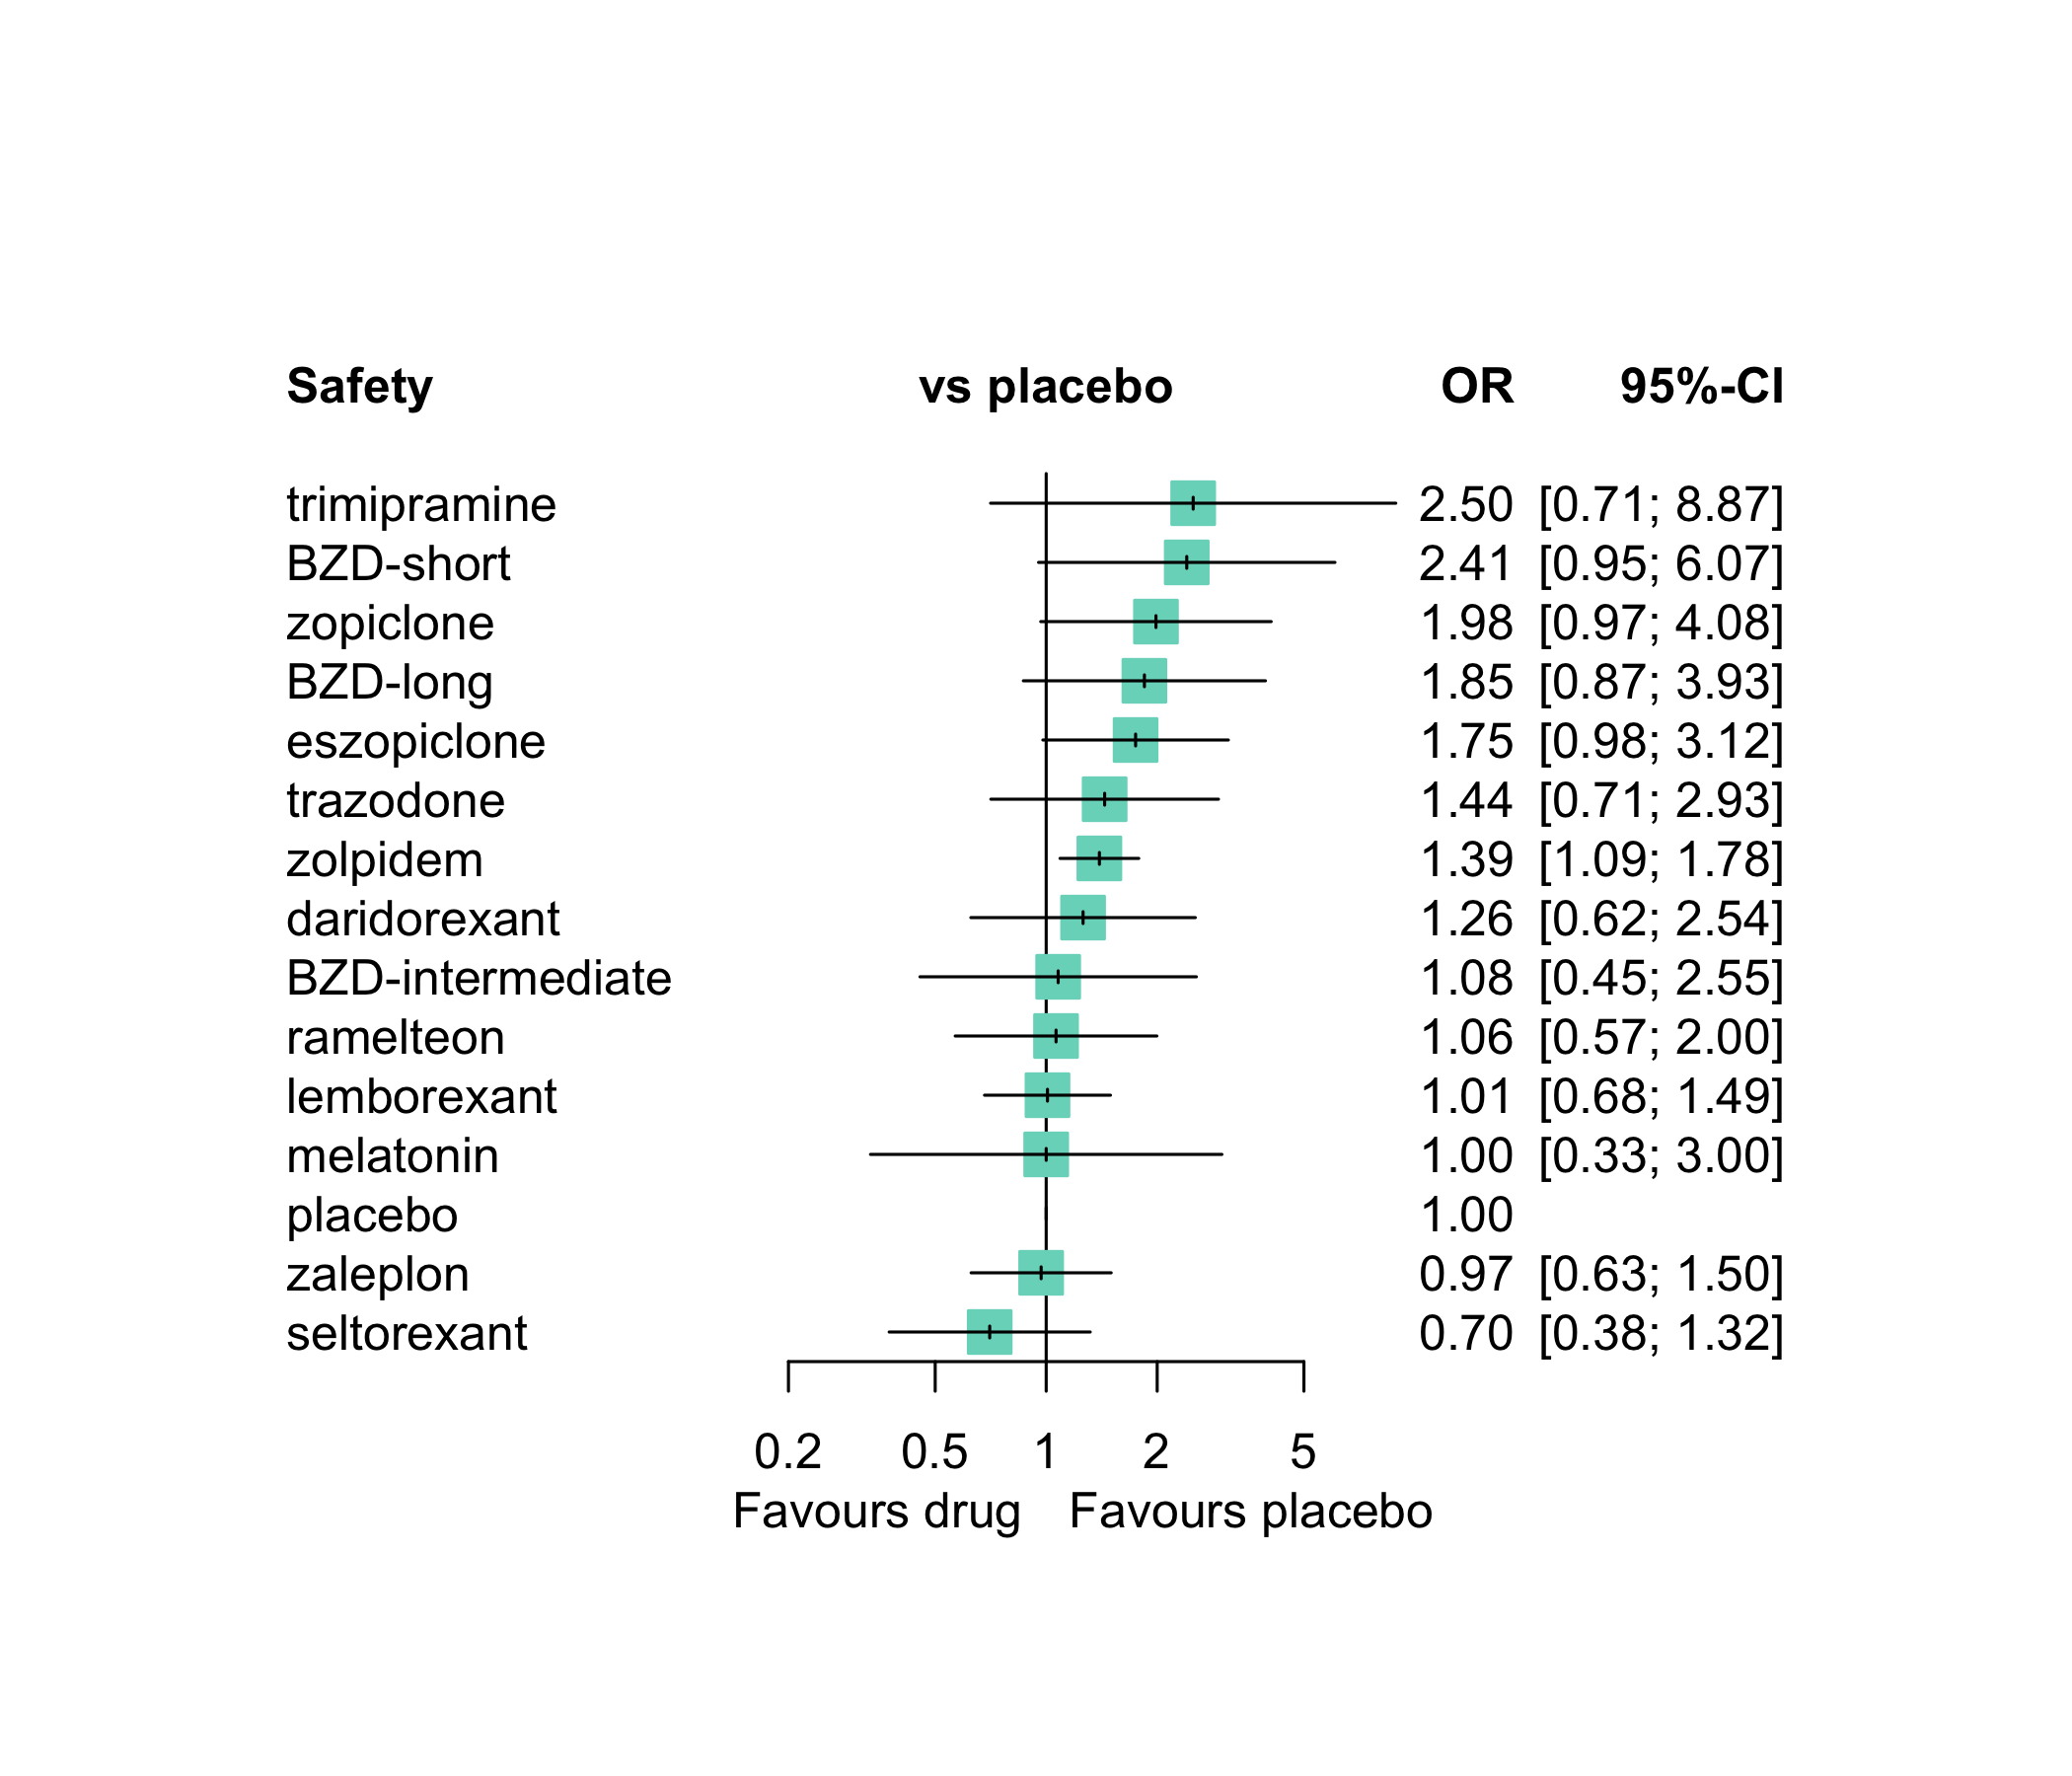 Safety vs placebo OR 95%-CI
trimipramine 2.50 [0.71; 8.87]
BZD-short 2.41 [0.95; 6.07]
zopiclone 1.98 [0.97; 4.08]
BZD-long 1.85 [0.87; 3.93]
eszopiclone 1.75 [0.98; 3.12]
trazodone 1.44 [0.71; 2.93]
zolpidem 1.39 [1.09; 1.78]
daridorexant 1.26 [0.62; 2.54]
BZD-intermediate 1.08 [0.45; 2.55]
ramelteon 1.06 [0.57; 2.00]
lemborexant 1.01 [0.68; 1.49]
melatonin 1.00 [0.33; 3.00]
placebo 1.00
zaleplon 0.97 [0.63; 1.50]
seltorexant 0.70 [0.38; 1.32]
0.2 0.5 1 2 5
Favours drug Favours placebo